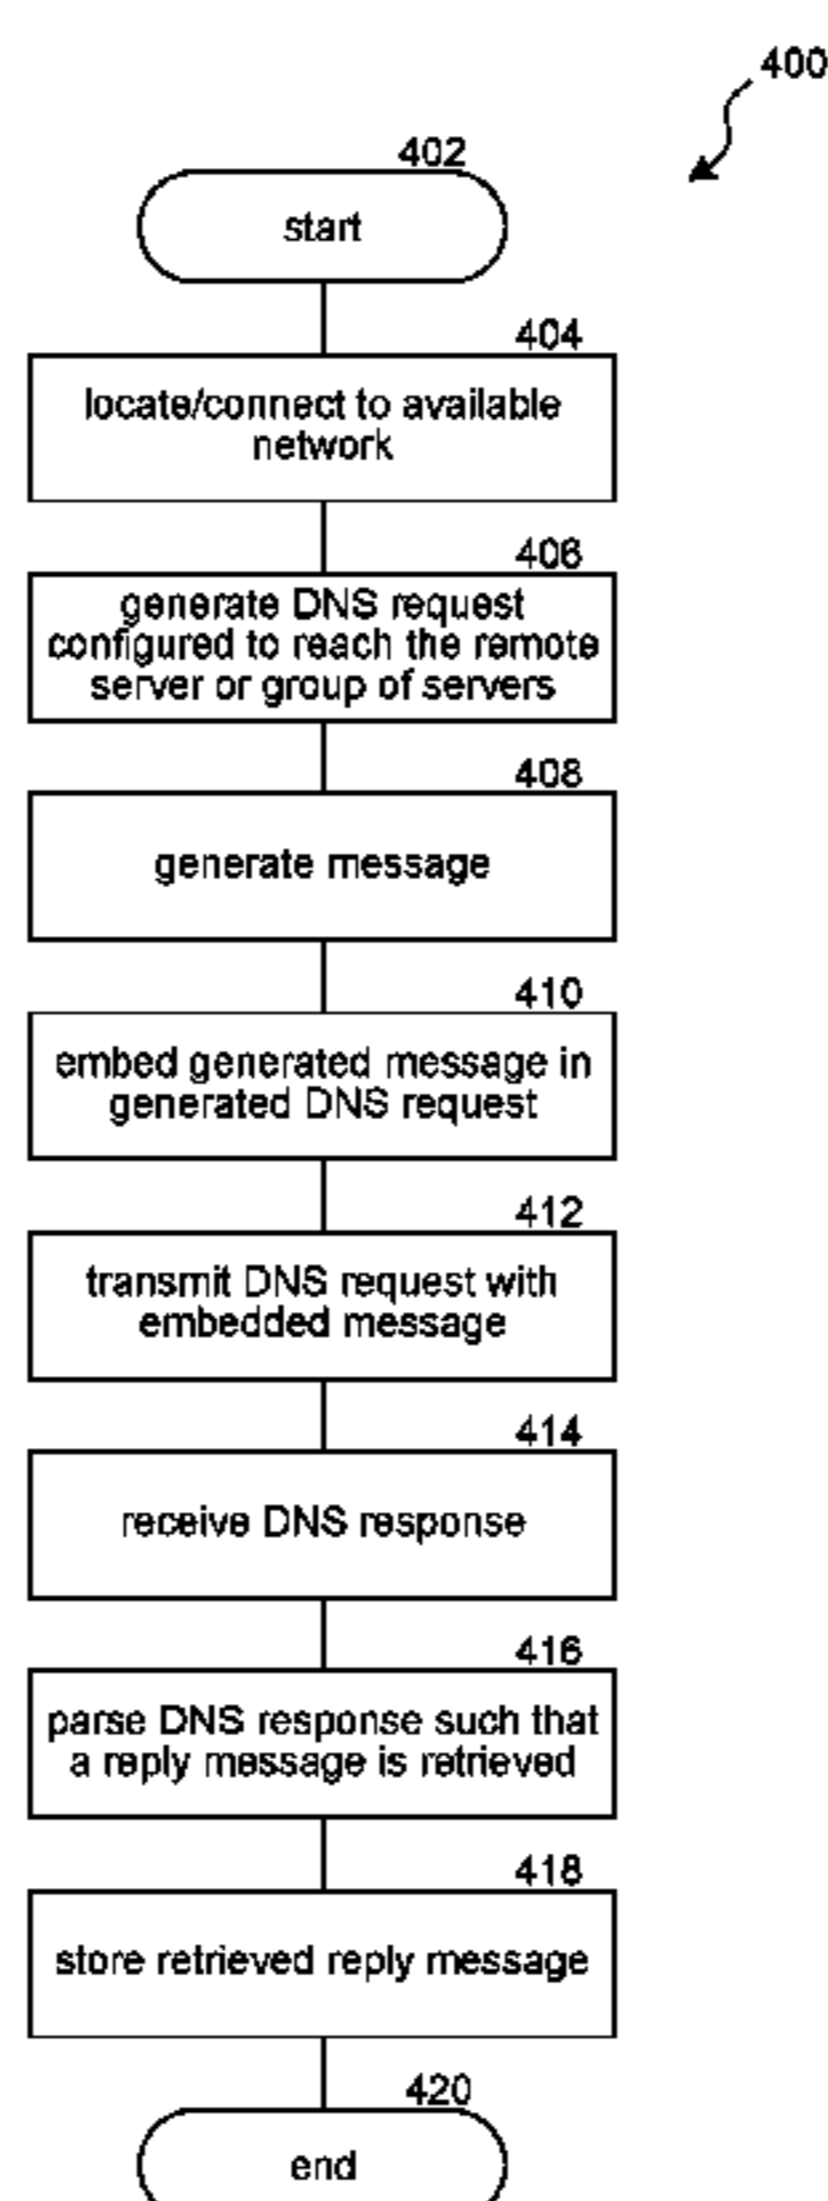 400
402
start
404
locate/connect to available
network
406
generate DNS request
configured to reach the remote
server or group of servers
408
generate message
410
embed generated message in
generated DNS request
412
transmit DNS request with
embedded message
414
receive DNS response
416
parse DNS response such that
a reply message is retrieved
418
store retrieved reply message
420
end